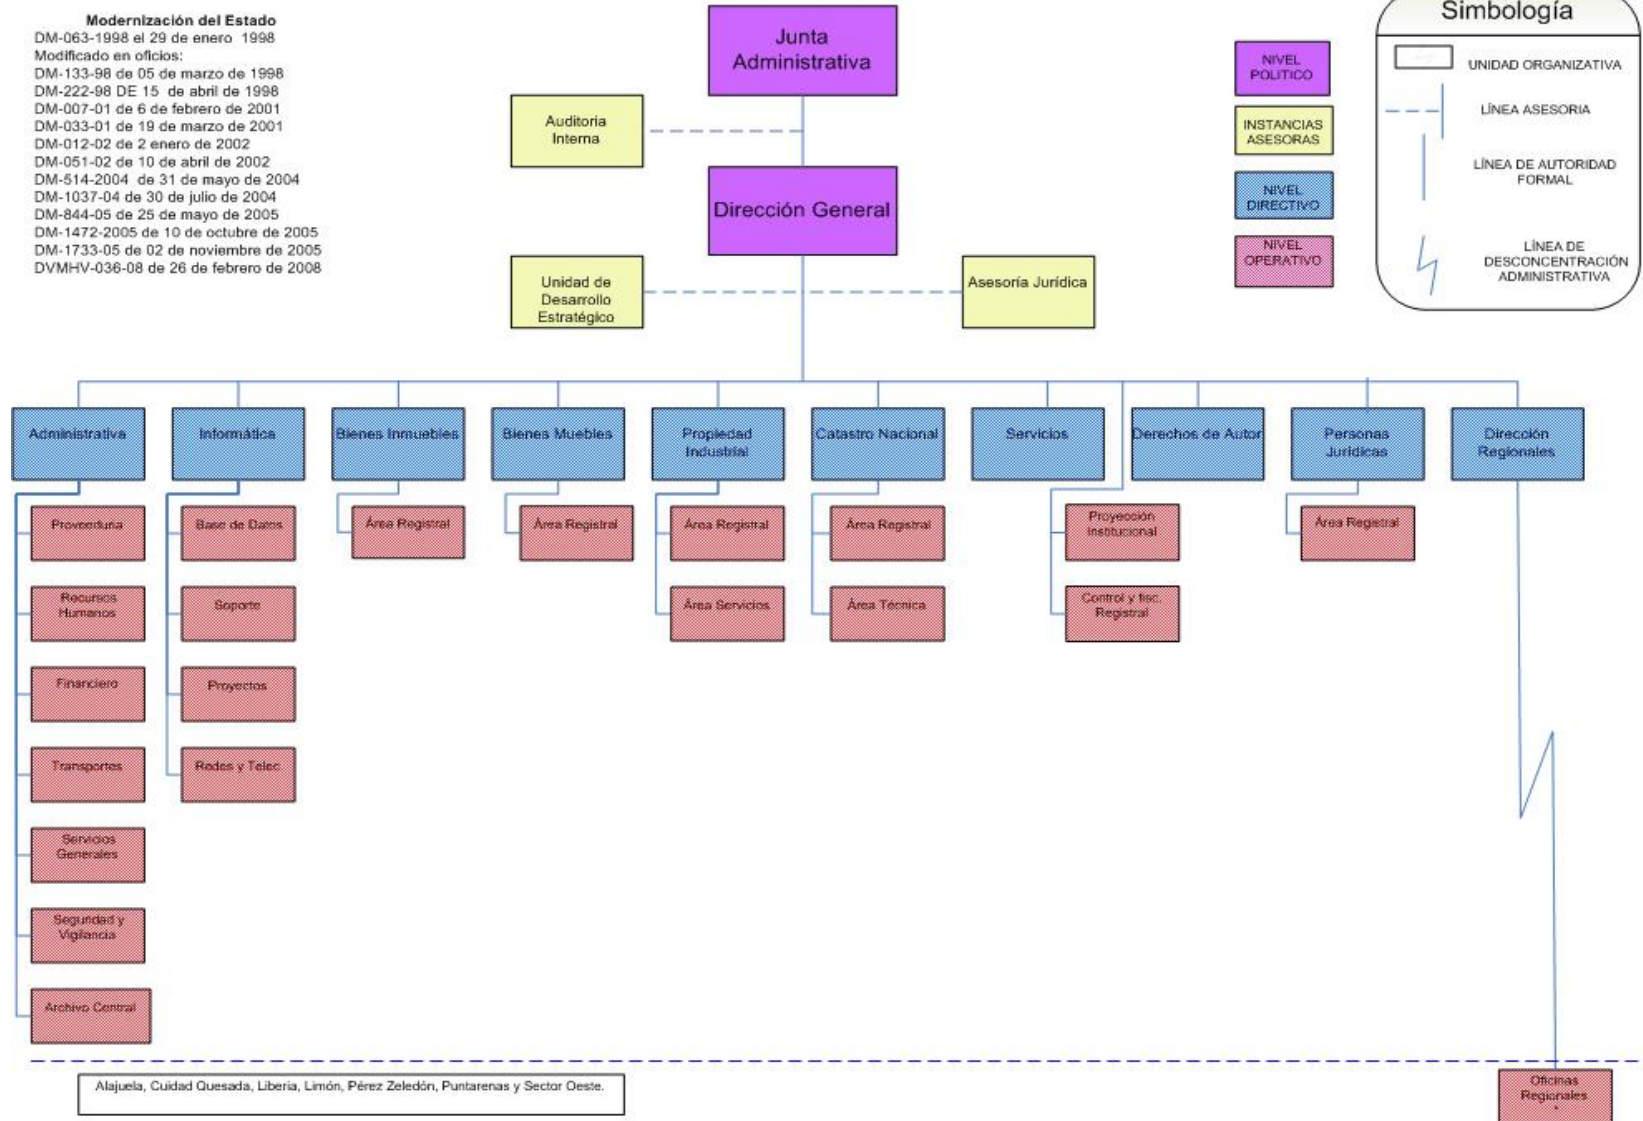 Modernización del Estado
DM-063-1998 el 29 de enero 1998
Modificado en oficios:
DM-133-98 de 05 de marzo de 1998
DM-222-98 DE 15 de abril de 1998
DM-007-01 de 6 de febrero de 2001
DM-033-01 de 19 de marzo de 2001
DM-012-02 de 2 enero de 2002
DM-051-02 de 10 de abril de 2002
DM-514-2004 de 31 de mayo de 2004
DM-1037-04 de 30 de julio de 2004
DM-844-05 de 25 de mayo de 2005
DM-1472-2005 de 10 de octubre de 2005
DM-1733-05 de 02 de noviembre de 2005
DVMHV-036-08 de 26 de febrero de 2008
Junta
Administrativa
Auditoria
Interna
Dirección General
Unidad de
Desarrollo
Estratégico
Asesoría Jurídica
NIVEL
POLITICO
INSTANCIAS
ASESORAS
NIVEL
DIRECTIVO
NIVEL
OPERATIVO
Simbología
UNIDAD ORGANIZATIVA
LÍNEA ASESORIA
LÍNEA DE AUTORIDAD
FORMAL
LÍNEA DE
DESCONCENTRACIÓN
ADMINISTRATIVA
Administrativa
Informática
Bienes Inmuebles
Bienes Muebles
Propiedad
Industrial
Catastro Nacional
Servicios
Derechos de Autor
Personas
Jurídicas
Dirección
Regionales
Proveeduria
Recursos
Humanos
Financiero
Transportes
Servicios
Generales
Seguridad y
Vigilancia
Archivo Central
Base de Datos
Soporte
Proyectos
Redes y Telec.
Área Registral
Área Registral
Área Registral
Área Servicios
Área Registral
Área Técnica
Proyección
Institucional
Control y fisc.
Registral
Área Registral
Alajuela, Cuidad Quesada, Liberia, Limón, Pérez Zeledón, Puntarenas y Sector Oeste.
Oficinas
Regionales
*